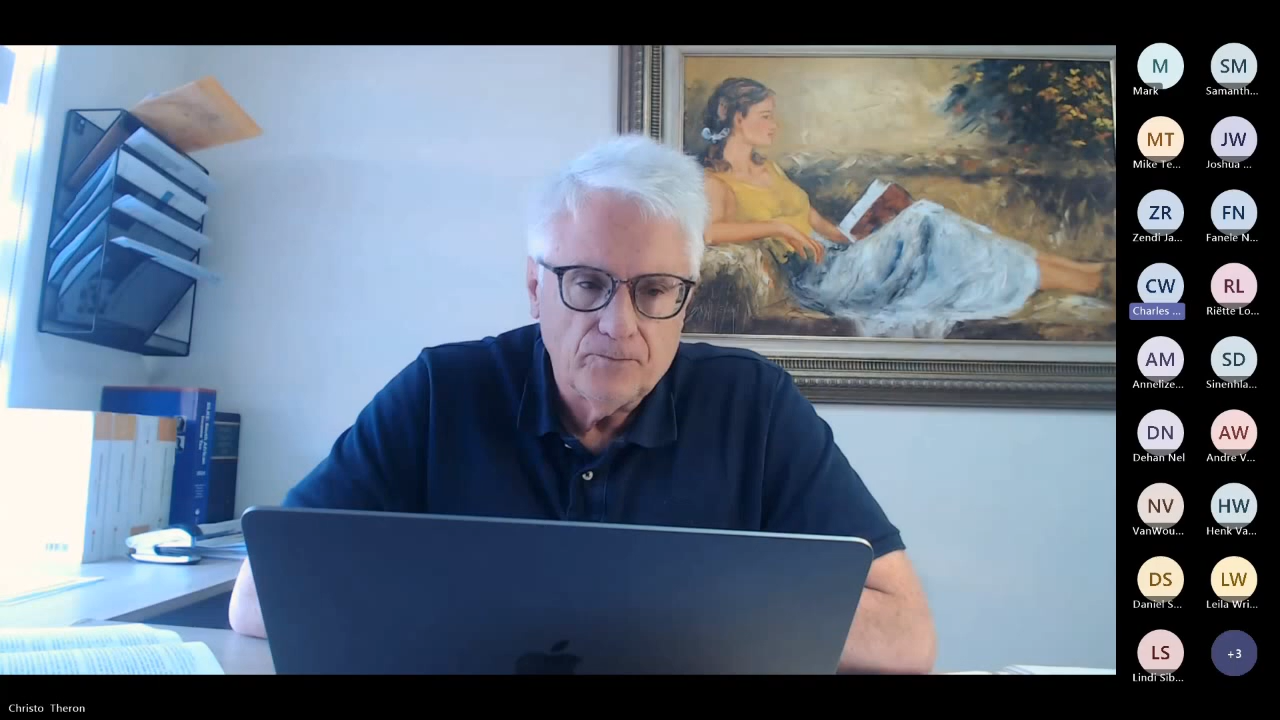 M
SM
Mark
Samanth...
MT
JW
Mike Te...
Joshua ...
ZR
FN
Zendi Ja...
Fanele N...
CW
RL
Charles ...
Riëtte Lo...
AM
SD
Annelize...
Sinenhla...
DN
AW
Dehan Nel
Andre V...
NV
HW
VanWou...
Henk Va...
DS
LW
Daniel S...
Leila Wri...
LS
+3
Lindi Sib...
Christo Theron